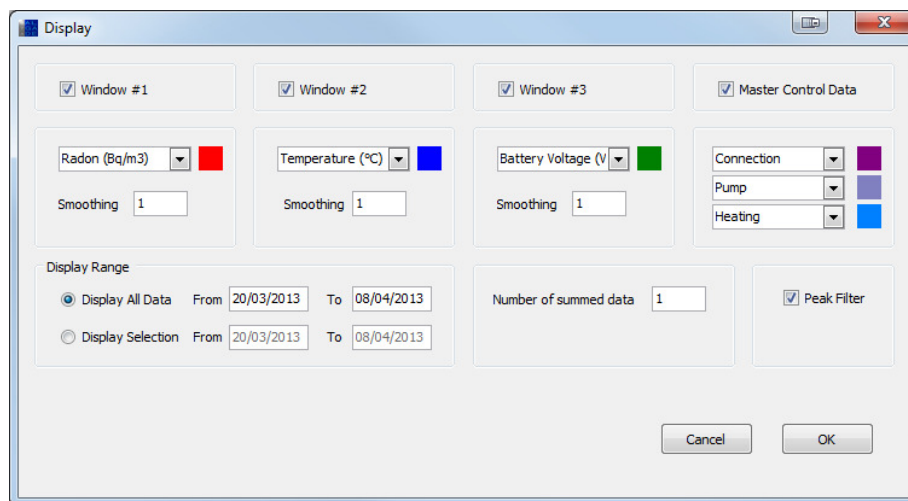 Display
Window #1
Window #2
Window #3
Master Control Data
Radon (Bq/m3)
Temperature (°C)
Battery Voltage (V
Connection
Pump
Heating
Smoothing 1
Smoothing 1
Smoothing 1
Display Range
Display All Data From 20/03/2013 To 08/04/2013
Display Selection From 20/03/2013 To 08/04/2013
Number of summed data 1
Peak Filter
Cancel
OK